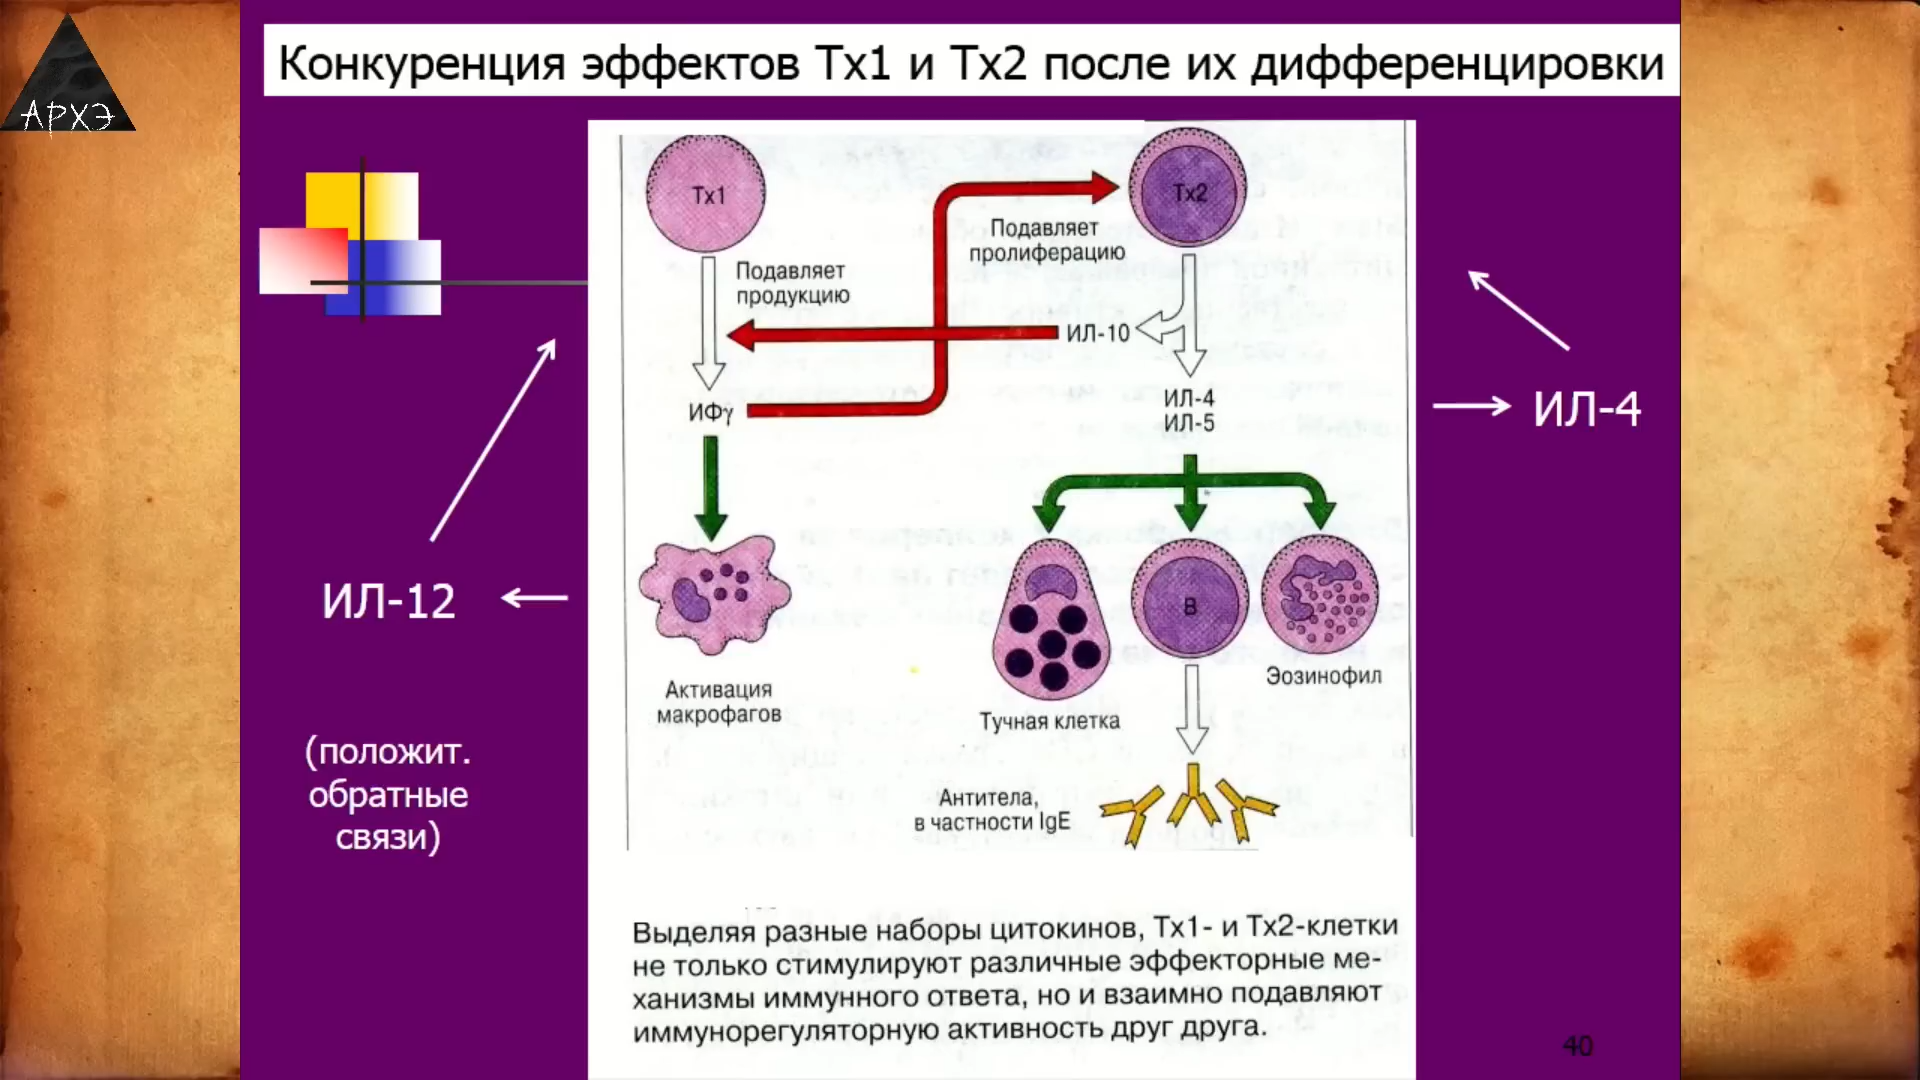 АРХЭ
Конкуренция эффектов Тх1 и Тх2 после их дифференцировки
Тх1
Тх2
Подавляет
пролиферацию
Подавляет
продукцию
ИЛ-10
ИФγ
ИЛ-4
ИЛ-5
ИЛ-4
ИЛ-12
В
Активация
макрофагов
Тучная клетка
Эозинофил
(положит.
обратные
связи)
Антитела,
в частности IgE
Выделяя разные наборы цитокинов, Тх1- и Тх2-клетки
не только стимулируют различные эффекторные ме-
ханизмы иммунного ответа, но и взаимно подавляют
иммунорегуляторную активность друг друга.
40